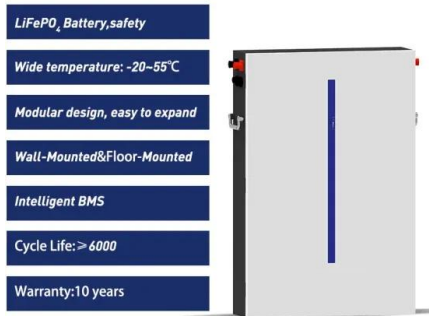 LiFePO₄ Battery,safety
Wide temperature: -20~55℃
Modular design, easy to expand
Wall-Mounted&Floor-Mounted
Intelligent BMS
Cycle Life:≥6000
Warranty:10 years